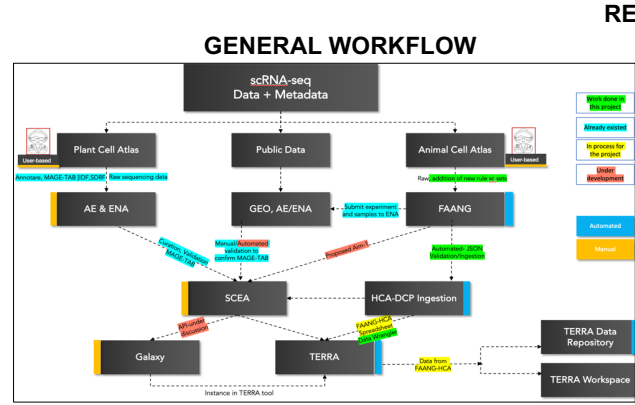 RE
GENERAL WORKFLOW
scRNA-seq
Data + Metadata
Work done in
this project
Already existed
In process for
the project
Under
development
Automated
Manual
User-based
Plant Cell Atlas
Public Data
Animal Cell Atlas
User-based
Annotare, MAGE-TAB [IDF,SDRF]
Raw sequencing data
Raw, addition of new rule sets
AE & ENA
GEO, AE/ENA
Submit experiment
and samples to ENA
FAANG
Curation, Validation
MAGE-TAB
Manual/Automated
validation to
confirm MAGE-TAB
Proposed Aim-1
Automated- JSON
Validation/Ingestion
SCEA
HCA-DCP Ingestion
API-under
discussion
FAANG-HCA
Spreadsheet
Data Wrangler
Galaxy
TERRA
Data from
FAANG-HCA
TERRA Data
Repository
TERRA Workspace
Instance in TERRA tool